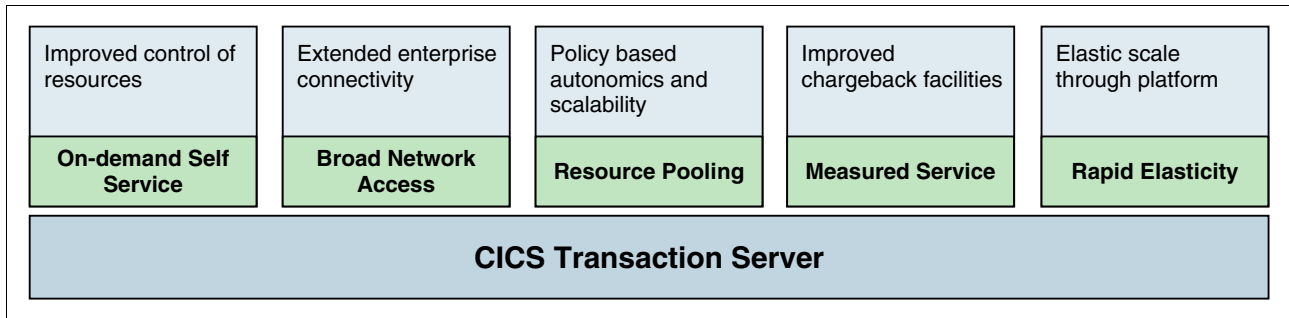 Improved control of
resources
On-demand Self
Service
Extended enterprise
connectivity
Broad Network
Access
Policy based
autonomics and
scalability
Resource Pooling
Improved
chargeback facilities
Measured Service
Elastic scale
through platform
Rapid Elasticity
CICS Transaction Server